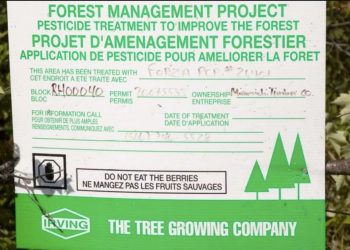 FOREST MANAGEMENT PROJECT
PESTICIDE TREATMENT TO IMPROVE THE FOREST
PROJET D'AMENAGEMENT FORESTIER
APPLICATION DE PESTICIDE POUR AMELIORER LA FORET
THIS AREA HAS BEEN TREATED WITH
CET ENDROIT A ETE TRAITE AVEC
FORZA PCP #
BLOCK RH00040 PERMIT OWNERSHIP
BLOC PERMIS ENTREPRISE
FOR INFORMATION CALL DATE OF TREATMENT
POUR OBTENIR DE PLUS AMPLES DATE D'APPLICATION
RENSEIGNEMENTS, COMMUNIQUEZ AVEC
DO NOT EAT THE BERRIES
NE MANGEZ PAS LES FRUITS SAUVAGES
IRVING THE TREE GROWING COMPANY